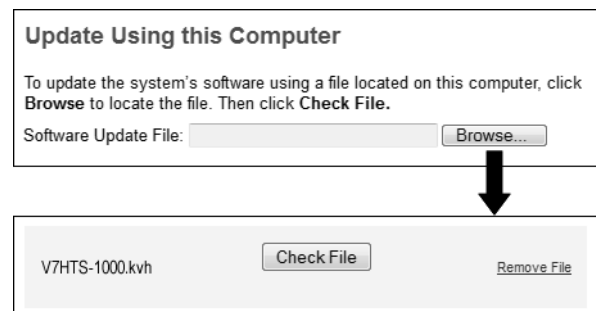 Update Using this Computer
To update the system's software using a file located on this computer, click
Browse to locate the file. Then click Check File.
Software Update File: Browse...
V7HTS-1000.kvh Check File Remove File